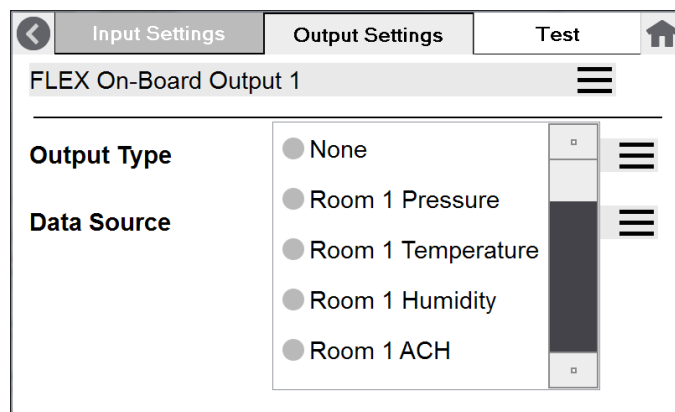 Input Settings Output Settings Test
FLEX On-Board Output 1
Output Type
None
Room 1 Pressure
Data Source
Room 1 Temperature
Room 1 Humidity
Room 1 ACH